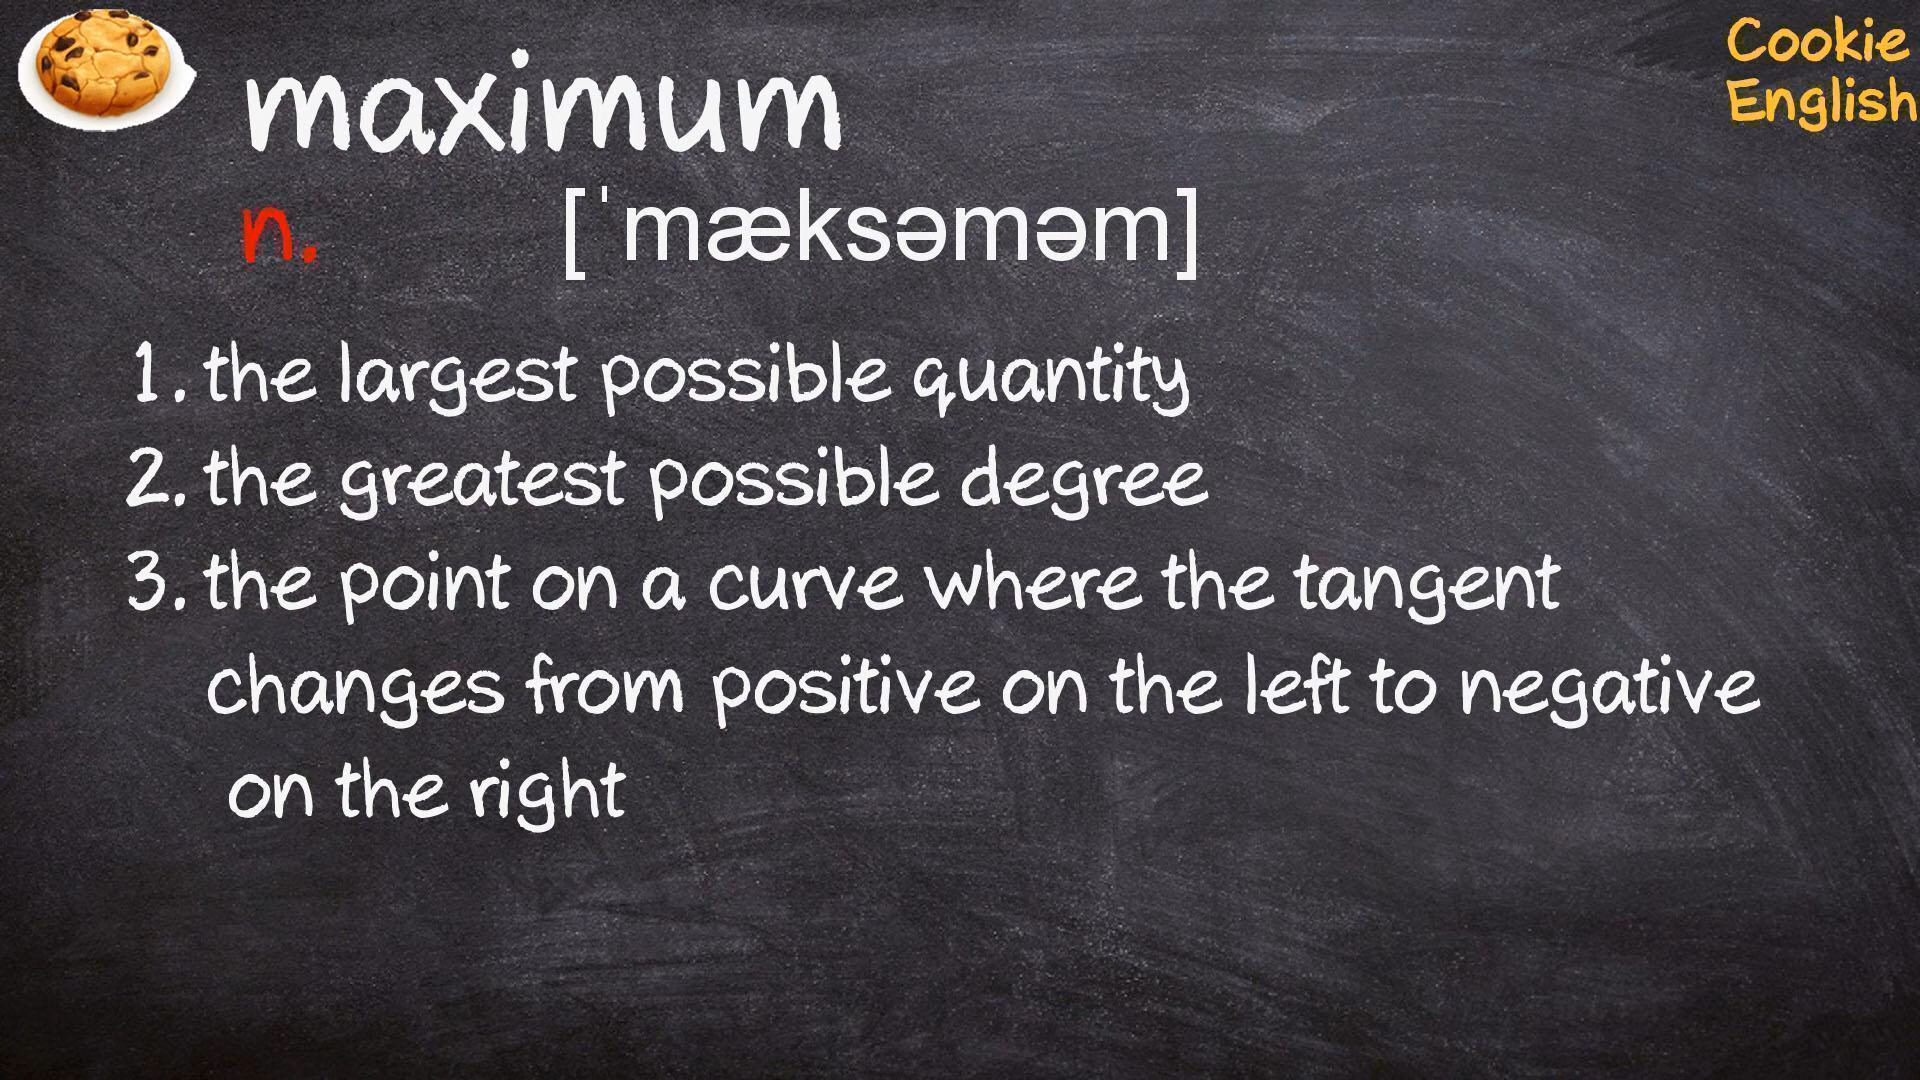 Cookie
English
maximum
n. [ˈmæksəməm]
1. the largest possible quantity
2. the greatest possible degree
3. the point on a curve where the tangent
changes from positive on the left to negative
on the right